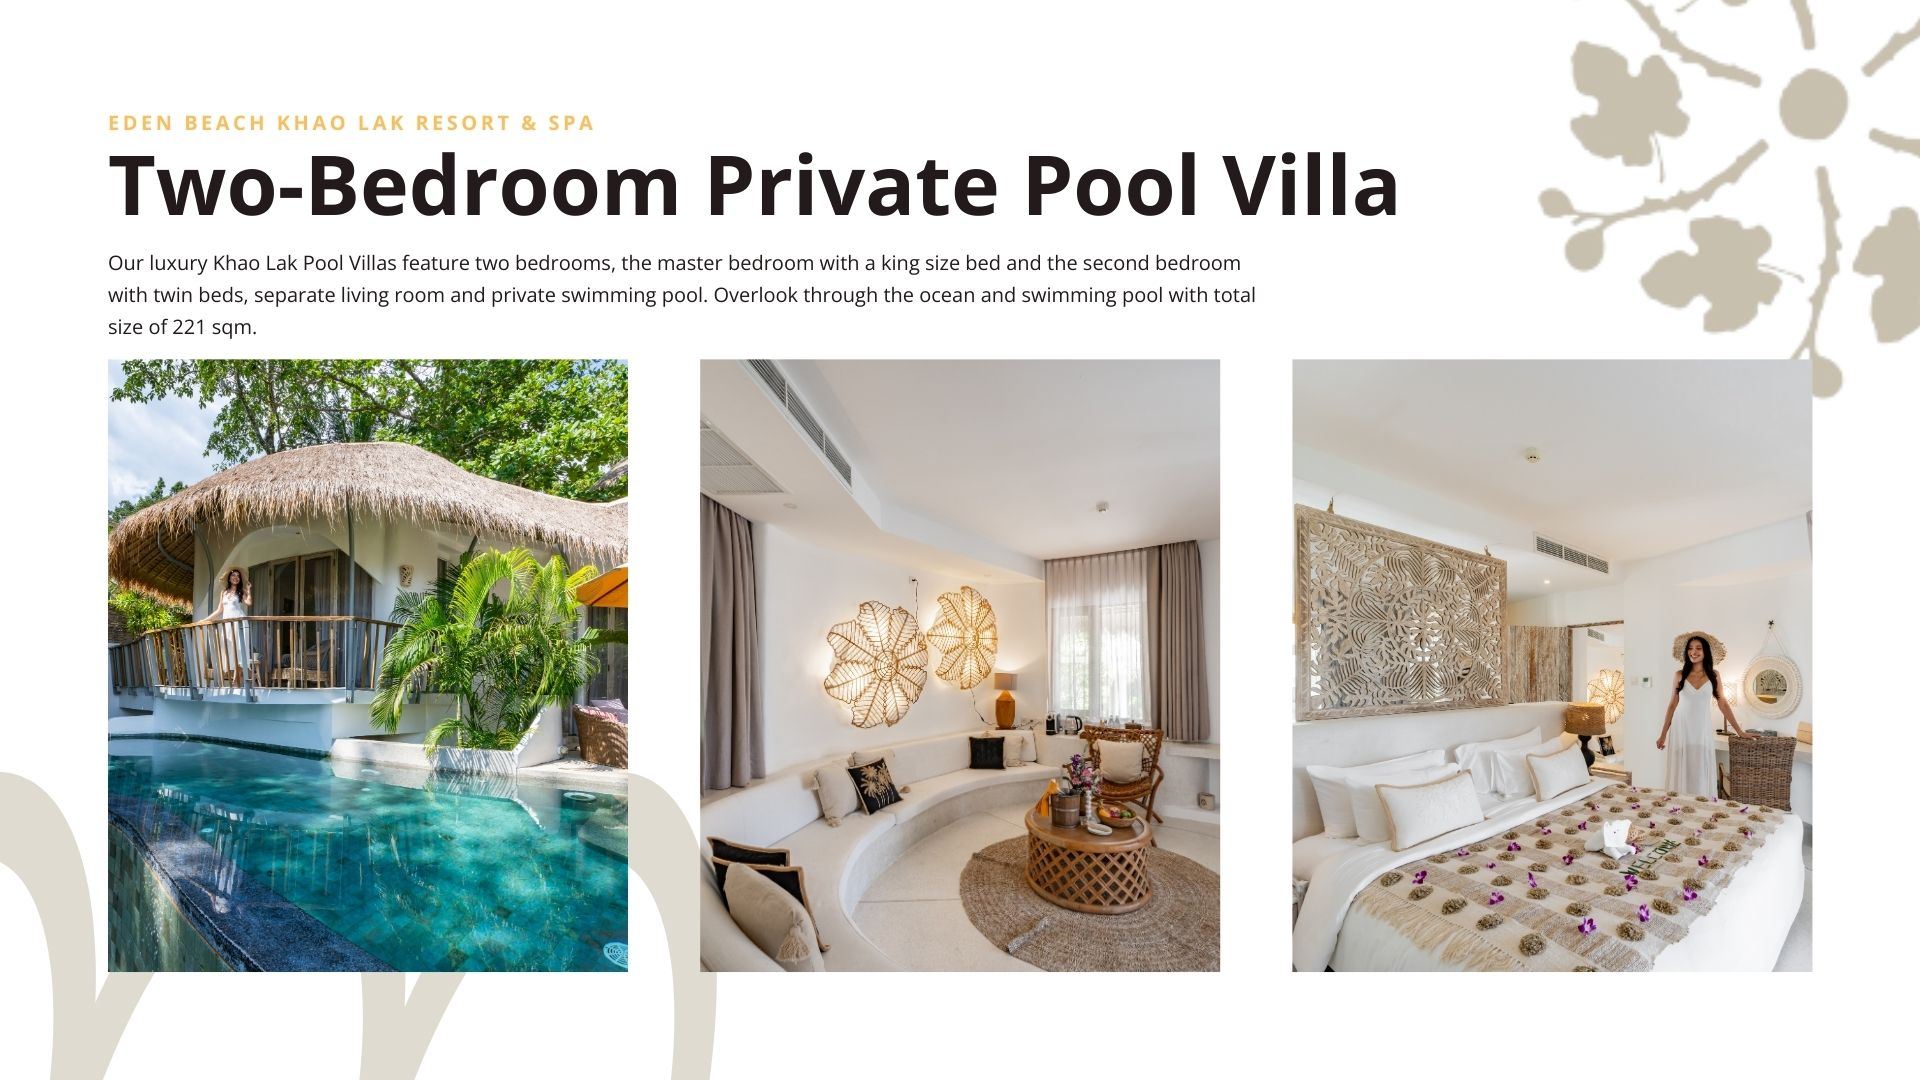 EDEN BEACH KHAO LAK RESORT & SPA
Two-Bedroom Private Pool Villa
Our luxury Khao Lak Pool Villas feature two bedrooms, the master bedroom with a king size bed and the second bedroom
with twin beds, separate living room and private swimming pool. Overlook through the ocean and swimming pool with total
size of 221 sqm.
WELCOME